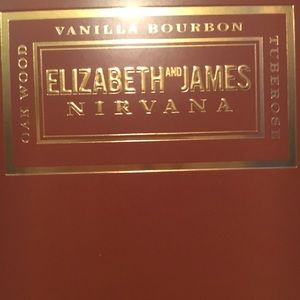 VANILLA BOURBON
OAK WOOD
ELIZABETH AND JAMES
NIRVANA
TUBEROSE